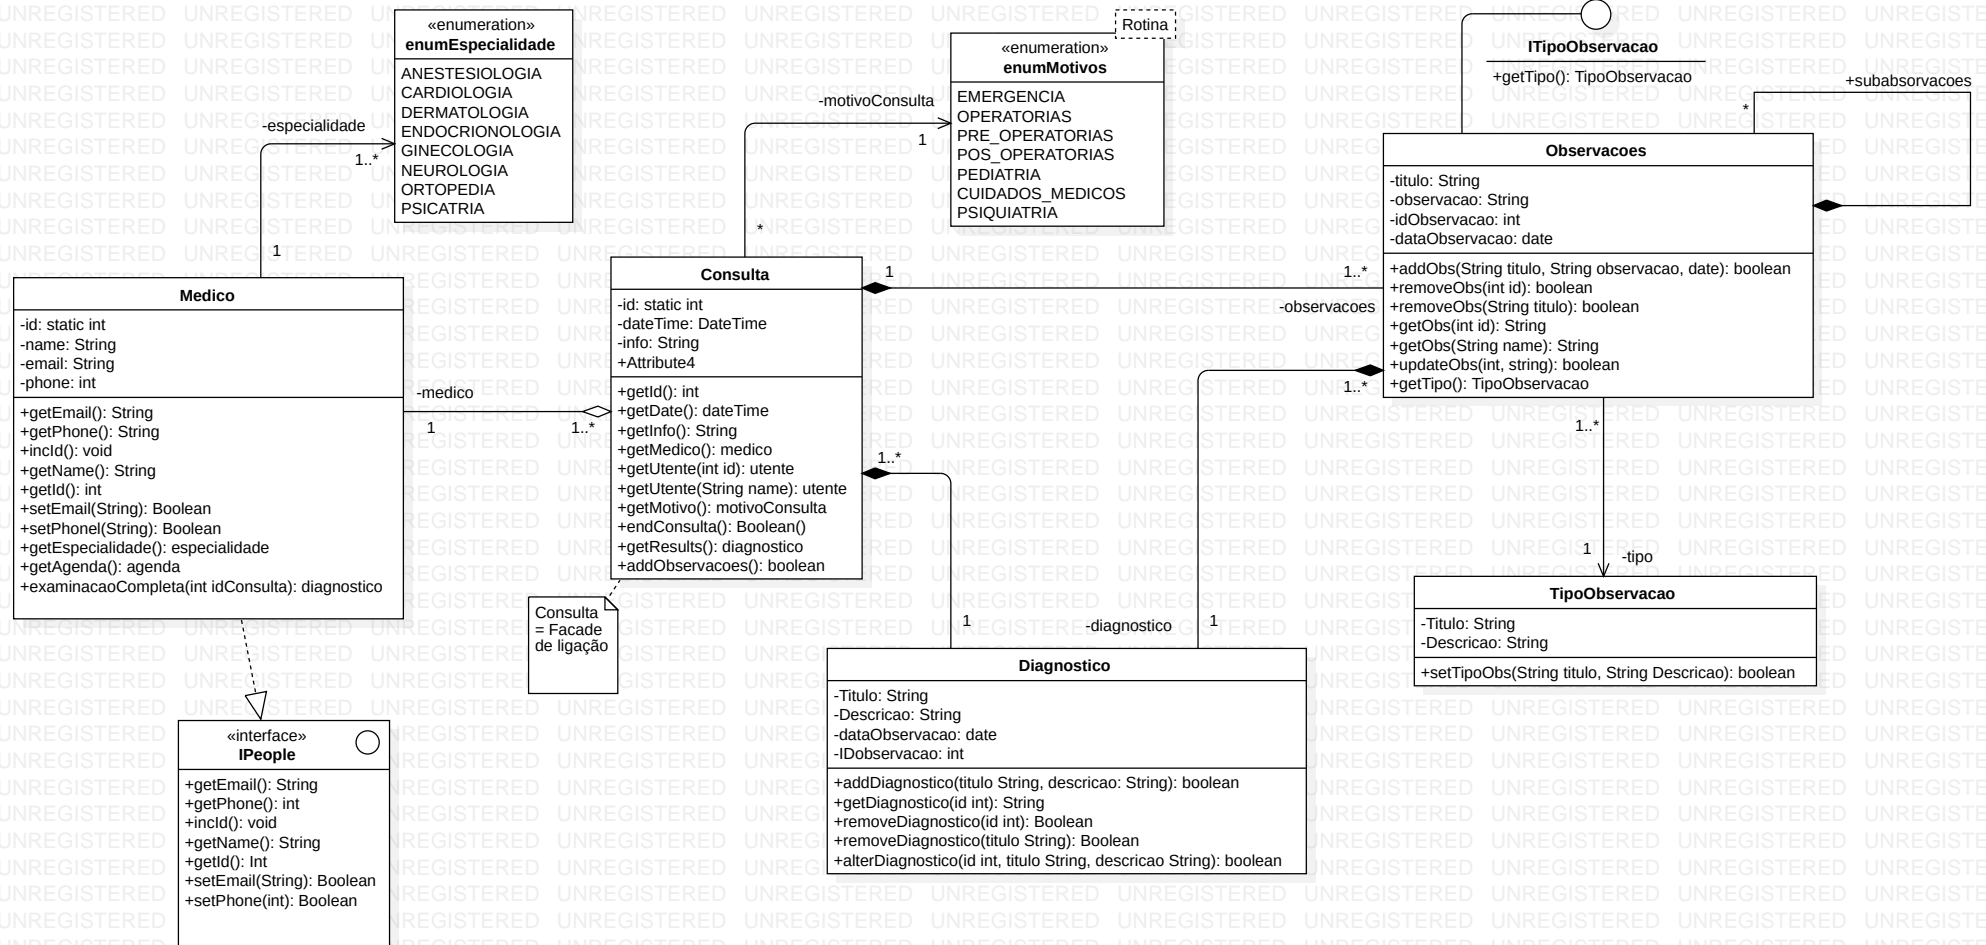 «enumeration»
enumEspecialidade
ANESTESIOLOGIA
CARDIOLOGIA
DERMATOLOGIA
ENDOCRIONOLOGIA
GINECOLOGIA
NEUROLOGIA
ORTOPEDIA
PSICATRIA
-especialidade
1..*
1
Rotina
«enumeration»
enumMotivos
EMERGENCIA
OPERATORIAS
PRE_OPERATORIAS
POS_OPERATORIAS
PEDIATRIA
CUIDADOS_MEDICOS
PSIQUIATRIA
-motivoConsulta
1
*
ITipoObservacao
+getTipo(): TipoObservacao
+subabsorvacoes
*
Observacoes
-titulo: String
-observacao: String
-idObservacao: int
-dataObservacao: date
+addObs(String titulo, String observacao, date): boolean
+removeObs(int id): boolean
+removeObs(String titulo): boolean
+getObs(int id): String
+getObs(String name): String
+updateObs(int, string): boolean
+getTipo(): TipoObservacao
Medico
-id: static int
-name: String
-email: String
-phone: int
+getEmail(): String
+getPhone(): String
+incId(): void
+getName(): String
+getId(): int
+setEmail(String): Boolean
+setPhonel(String): Boolean
+getEspecialidade(): especialidade
+getAgenda(): agenda
+examinacaoCompleta(int idConsulta): diagnostico
-medico
1
1..*
Consulta
-id: static int
-dateTime: DateTime
-info: String
+Attribute4
+getId(): int
+getDate(): dateTime
+getInfo(): String
+getMedico(): medico
+getUtente(int id): utente
+getUtente(String name): utente
+getMotivo(): motivoConsulta
+endConsulta(): Boolean()
+getResults(): diagnostico
+addObservacoes(): boolean
1
1..*
-observacoes
1..*
1..*
1..*
1
-tipo
Consulta
= Facade
de ligação
1
-diagnostico
1
TipoObservacao
-Titulo: String
-Descricao: String
+setTipoObs(String titulo, String Descricao): boolean
Diagnostico
-Titulo: String
-Descricao: String
-dataObservacao: date
-IDobservacao: int
+addDiagnostico(titulo String, descricao: String): boolean
+getDiagnostico(id int): String
+removeDiagnostico(id int): Boolean
+removeDiagnostico(titulo String): Boolean
+alterDiagnostico(id int, titulo String, descricao String): boolean
«interface»
IPeople
+getEmail(): String
+getPhone(): int
+incId(): void
+getName(): String
+getId(): Int
+setEmail(String): Boolean
+setPhone(int): Boolean
UNREGISTERED